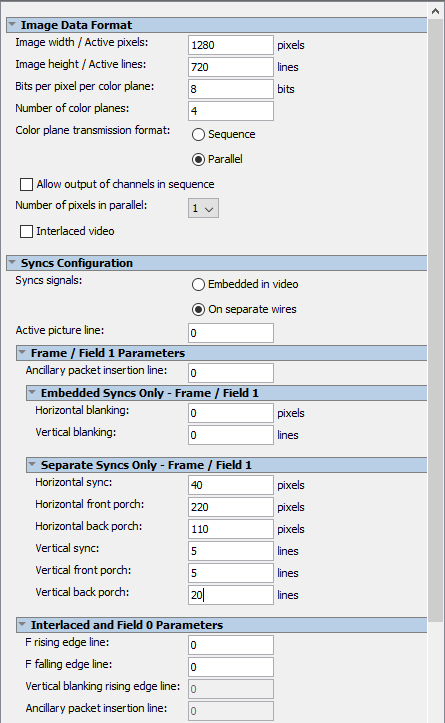 Image Data Format
Image width / Active pixels: 1280 pixels
Image height / Active lines: 720 lines
Bits per pixel per color plane: 8 bits
Number of color planes: 4
Color plane transmission format: Sequence
Parallel
Allow output of channels in sequence
Number of pixels in parallel: 1
Interlaced video
Syncs Configuration
Syncs signals: Embedded in video
On separate wires
Active picture line: 0
Frame / Field 1 Parameters
Ancillary packet insertion line: 0
Embedded Syncs Only - Frame / Field 1
Horizontal blanking: 0 pixels
Vertical blanking: 0 lines
Separate Syncs Only - Frame / Field 1
Horizontal sync: 40 pixels
Horizontal front porch: 220 pixels
Horizontal back porch: 110 pixels
Vertical sync: 5 lines
Vertical front porch: 5 lines
Vertical back porch: 20 lines
Interlaced and Field 0 Parameters
F rising edge line: 0
F falling edge line: 0
Vertical blanking rising edge line: 0
Ancillary packet insertion line: 0